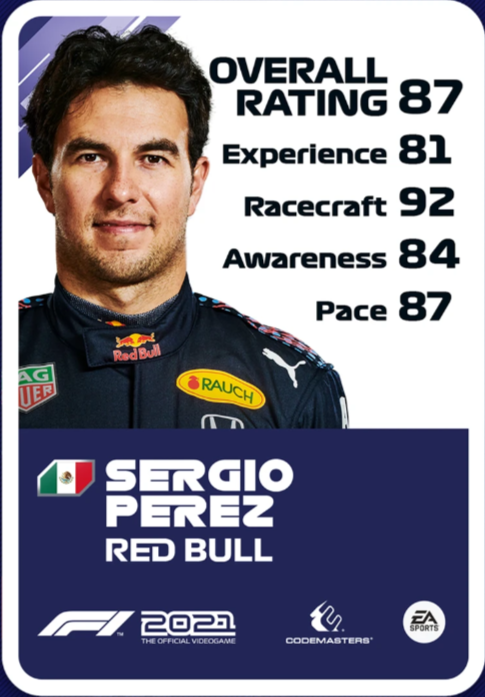 OVERALL
RATING 87
Experience 81
Racecraft 92
Awareness 84
Pace 87
Red Bull
AG
UER
RAUCH
SERGIO
PEREZ
RED BULL
F1™ 2021
THE OFFICIAL VIDEOGAME
CODEMASTERS®
EA
SPORTS